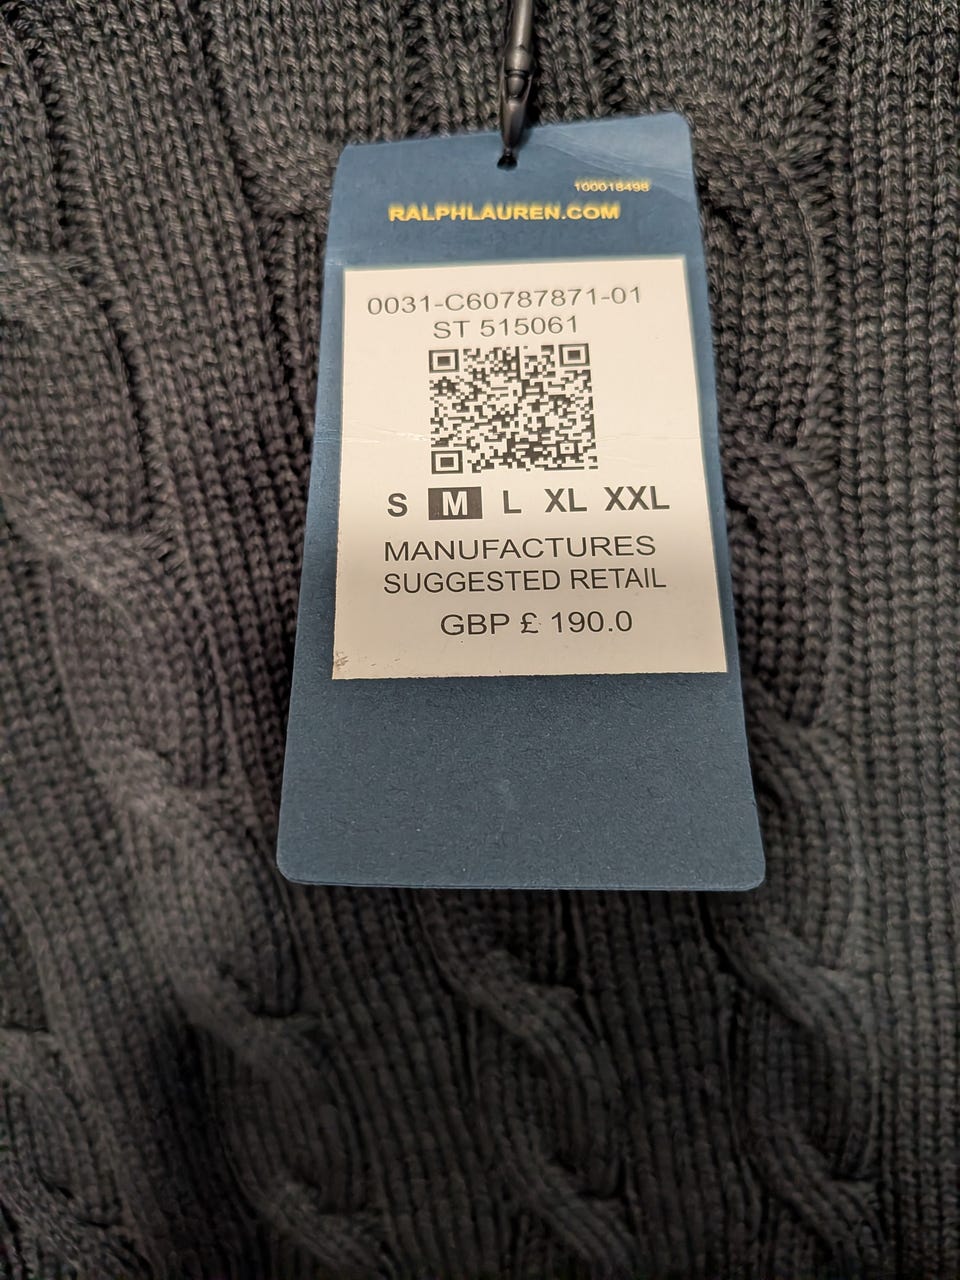 100018498
RALPHLAUREN.COM
0031-C60787871-01
ST 515061
S M L XL XXL
MANUFACTURES
SUGGESTED RETAIL
GBP £ 190.0